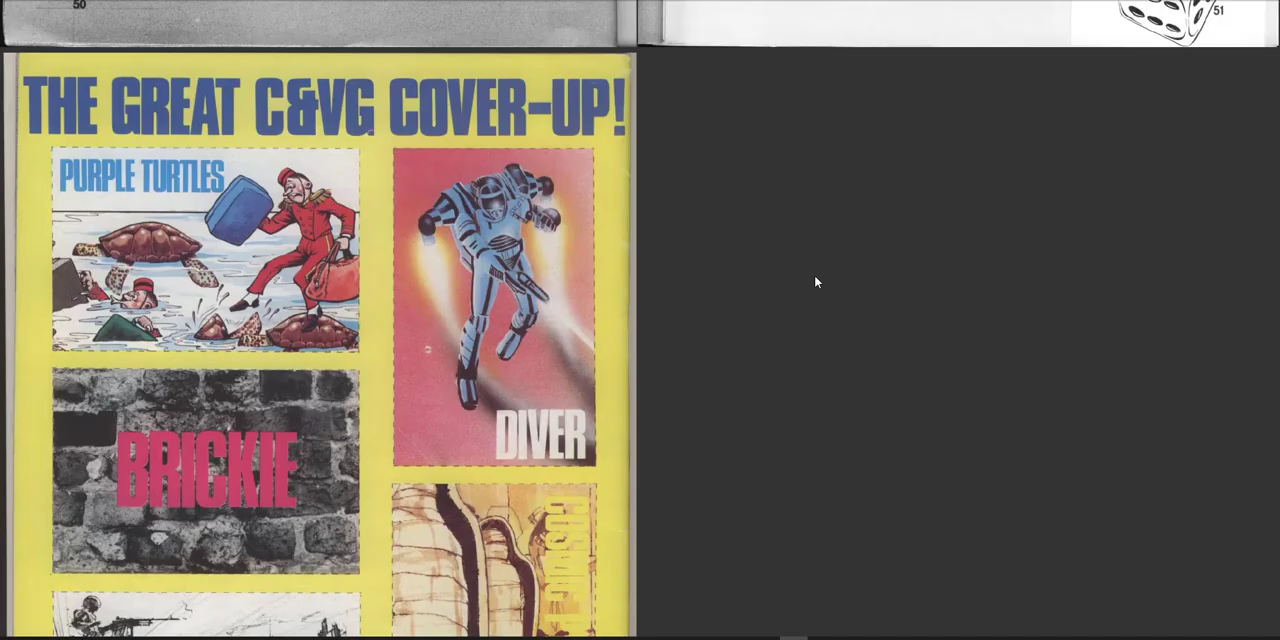 50
51
THE GREAT C&VG COVER-UP!
PURPLE TURTLES
DIVER
BRICKIE